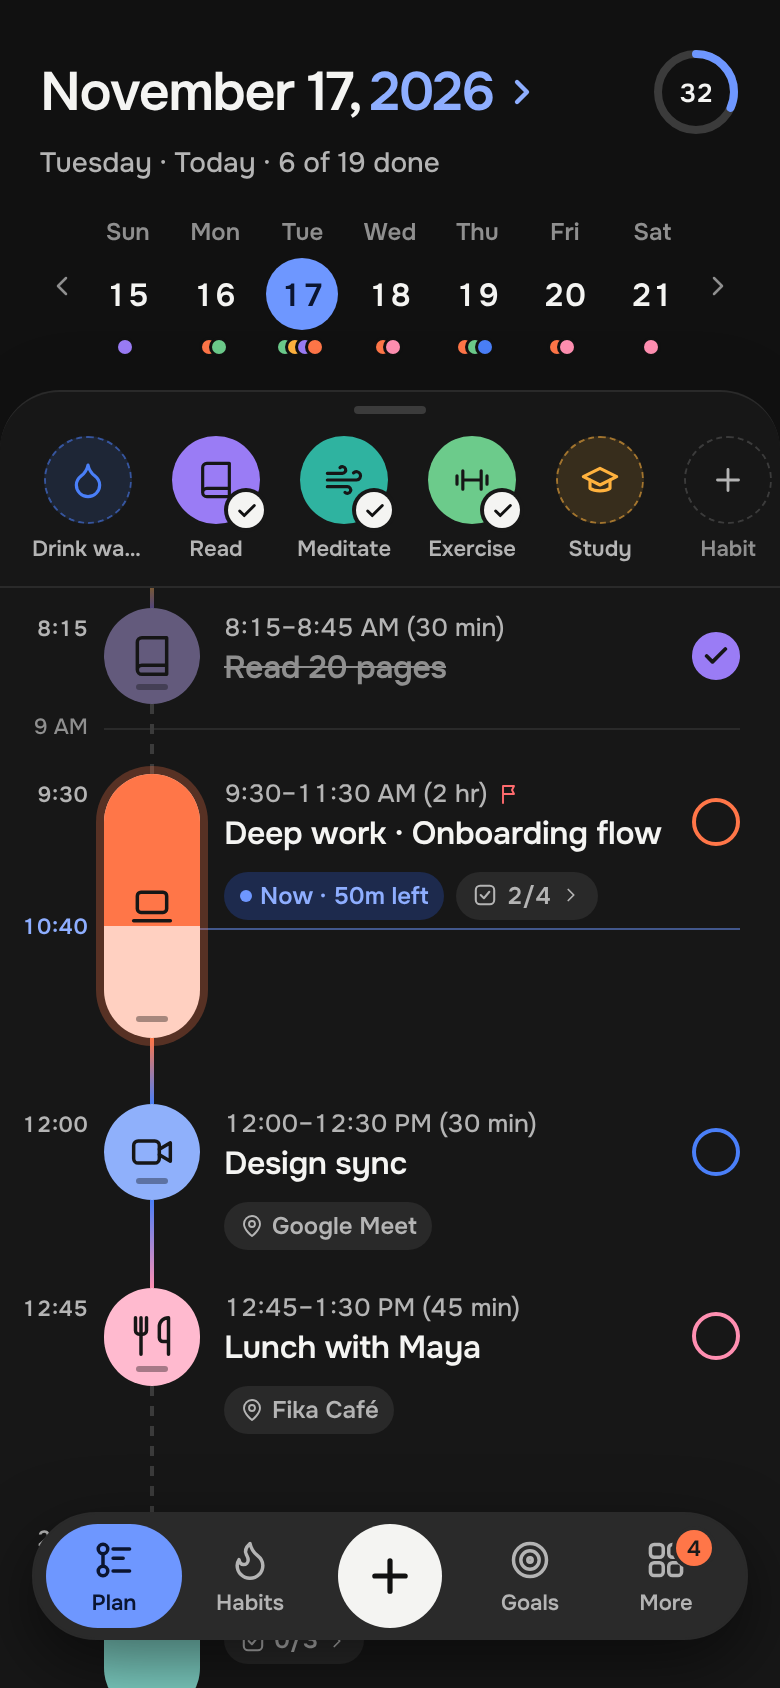 November 17, 2026
32
Tuesday · Today · 6 of 19 done
Sun Mon Tue Wed Thu Fri Sat
15 16 17 18 19 20 21
Drink wa... Read Meditate Exercise Study Habit
8:15 8:15–8:45 AM (30 min)
Read 20 pages
9 AM
9:30 9:30–11:30 AM (2 hr)
Deep work · Onboarding flow
Now · 50m left 2/4
10:40
12:00 12:00–12:30 PM (30 min)
Design sync
Google Meet
12:45 12:45–1:30 PM (45 min)
Lunch with Maya
Fika Café
4
Plan Habits Goals More
0/3